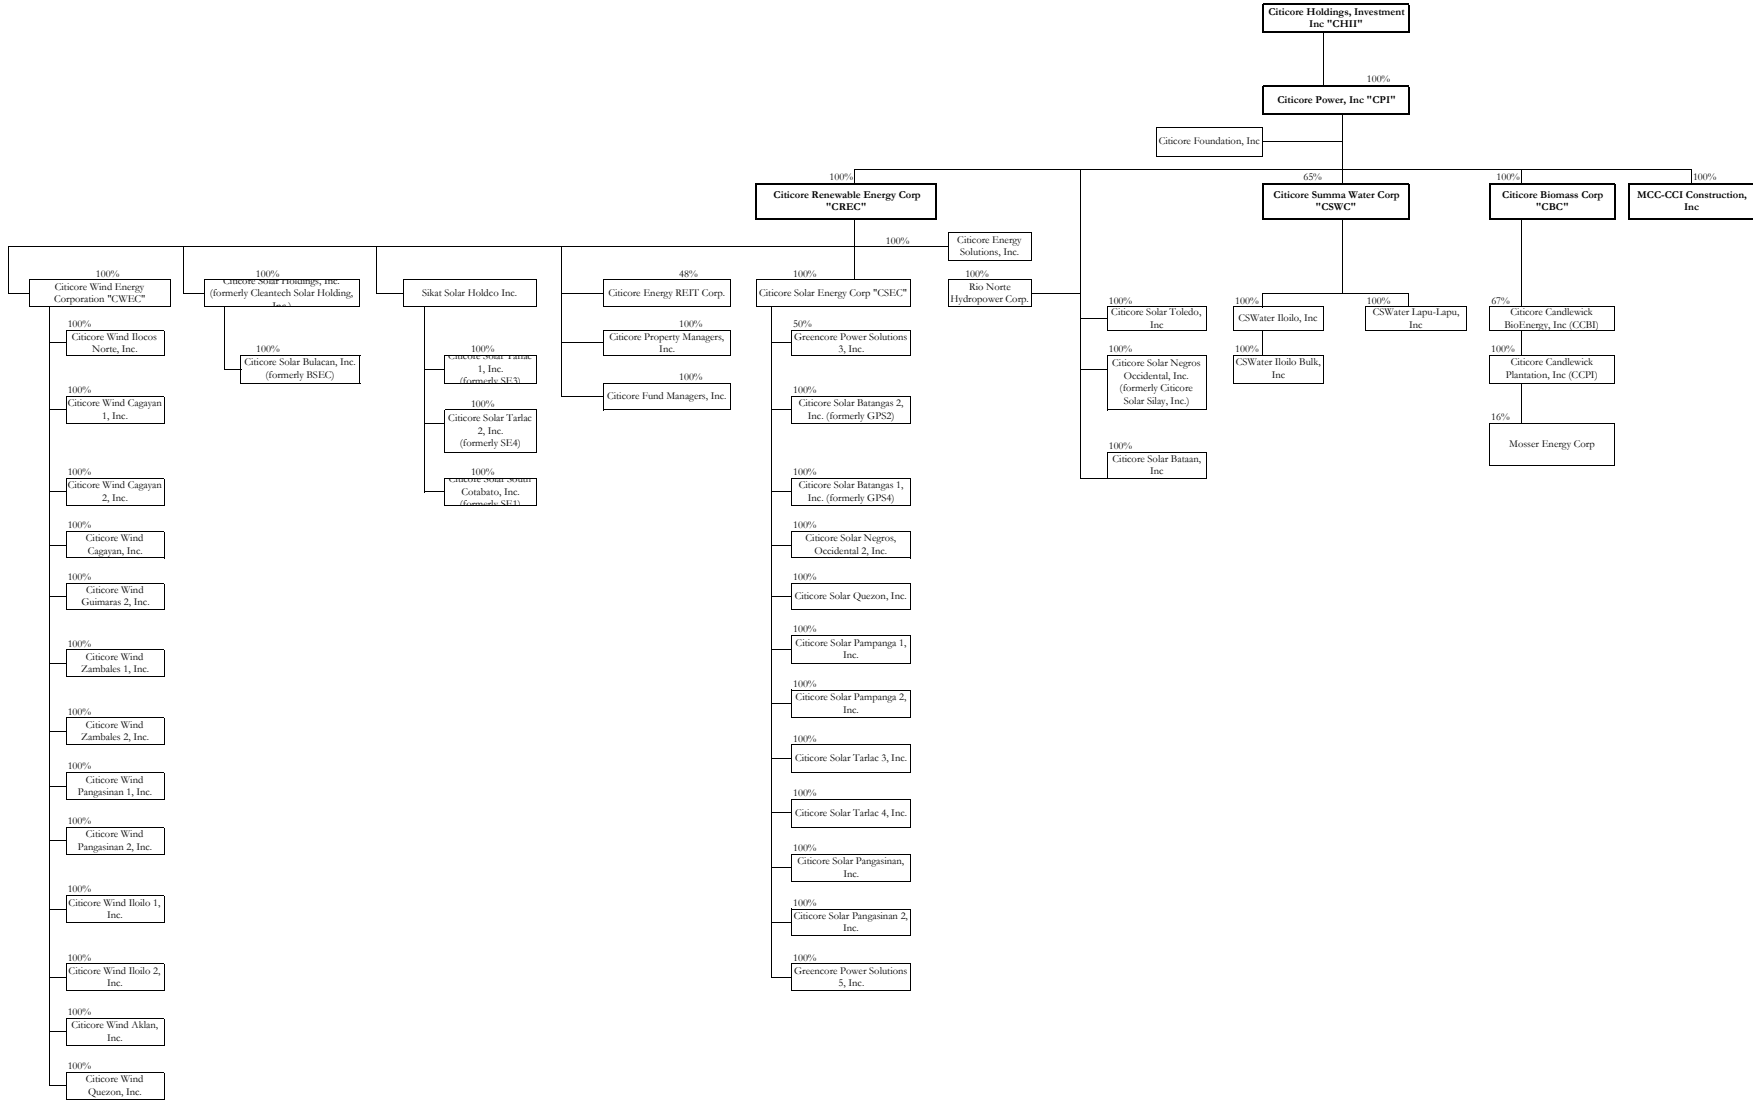 Citicore Holdings, Investment
Inc "CHII"
100%
Citicore Power, Inc "CPI"
Citicore Foundation, Inc
100%
Citicore Renewable Energy Corp
"CREC"
65%
Citicore Summa Water Corp
"CSWC"
100%
Citicore Biomass Corp
"CBC"
100%
MCC-CCI Construction,
Inc
100%
Citicore Energy
Solutions, Inc.
100%
Citicore Wind Energy
Corporation "CWEC"
100%
Citicore Solar Holdings, Inc.
(formerly Cleantech Solar Holding,
Inc.)
Sikat Solar Holdco Inc.
48%
Citicore Energy REIT Corp.
100%
Citicore Solar Energy Corp "CSEC"
100%
Rio Norte
Hydropower Corp.
100%
Citicore Wind Ilocos
Norte, Inc.
100%
Citicore Wind Cagayan
1, Inc.
100%
Citicore Wind Cagayan
2, Inc.
100%
Citicore Wind
Cagayan, Inc.
100%
Citicore Wind
Guimaras 2, Inc.
100%
Citicore Wind
Zambales 1, Inc.
100%
Citicore Wind
Zambales 2, Inc.
100%
Citicore Wind
Pangasinan 1, Inc.
100%
Citicore Wind
Pangasinan 2, Inc.
100%
Citicore Wind Iloilo 1,
Inc.
100%
Citicore Wind Iloilo 2,
Inc.
100%
Citicore Wind Aklan,
Inc.
100%
Citicore Wind
Quezon, Inc.
100%
Citicore Solar Bulacan, Inc.
(formerly BSEC)
100%
Citicore Solar Tarlac
1, Inc.
(formerly SE3)
100%
Citicore Solar Tarlac
2, Inc.
(formerly SE4)
100%
Citicore Solar South
Cotabato, Inc.
(formerly SE1)
100%
Citicore Property Managers,
Inc.
100%
Citicore Fund Managers, Inc.
50%
Greencore Power Solutions
3, Inc.
100%
Citicore Solar Batangas 2,
Inc. (formerly GPS2)
100%
Citicore Solar Batangas 1,
Inc. (formerly GPS4)
100%
Citicore Solar Negros,
Occidental 2, Inc.
100%
Citicore Solar Quezon, Inc.
100%
Citicore Solar Pampanga 1,
Inc.
100%
Citicore Solar Pampanga 2,
Inc.
100%
Citicore Solar Tarlac 3, Inc.
100%
Citicore Solar Tarlac 4, Inc.
100%
Citicore Solar Pangasinan,
Inc.
100%
Citicore Solar Pangasinan 2,
Inc.
100%
Greencore Power Solutions
5, Inc.
100%
Citicore Solar Toledo,
Inc
100%
Citicore Solar Negros
Occidental, Inc.
(formerly Citicore
Solar Silay, Inc.)
100%
Citicore Solar Bataan,
Inc
100%
CSWater Iloilo, Inc
100%
CSWater Iloilo Bulk,
Inc
100%
CSWater Lapu-Lapu,
Inc
67%
Citicore Candlewick
BioEnergy, Inc (CCBI)
100%
Citicore Candlewick
Plantation, Inc (CCPI)
16%
Mosser Energy Corp